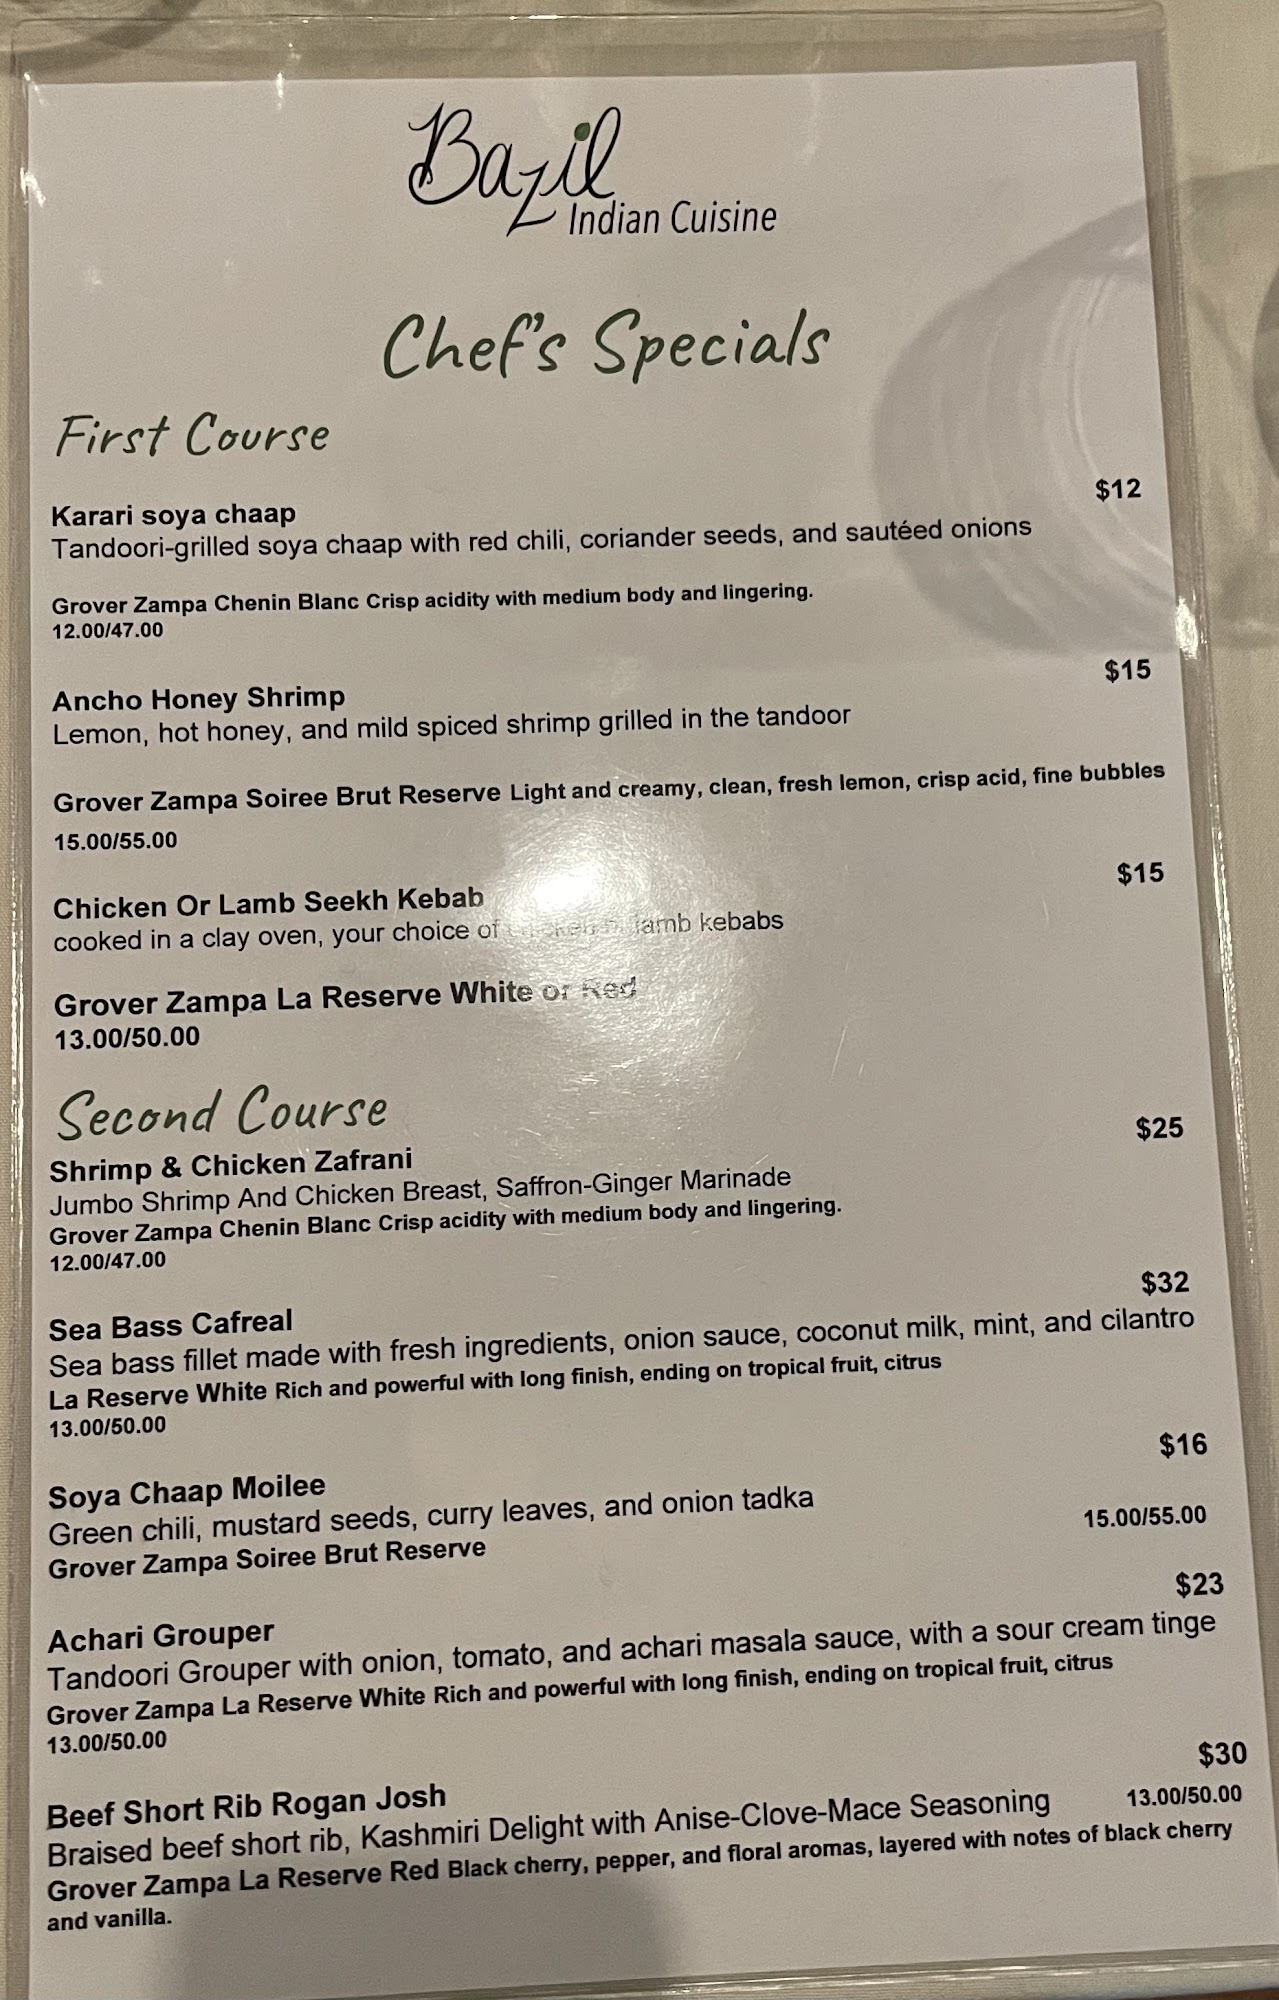 Bazil
Indian Cuisine
Chef's Specials
First Course
$12
Karari soya chaap
Tandoori-grilled soya chaap with red chili, coriander seeds, and sautéed onions
Grover Zampa Chenin Blanc Crisp acidity with medium body and lingering.
12.00/47.00
$15
Ancho Honey Shrimp
Lemon, hot honey, and mild spiced shrimp grilled in the tandoor
Grover Zampa Soiree Brut Reserve Light and creamy, clean, fresh lemon, crisp acid, fine bubbles
15.00/55.00
$15
Chicken Or Lamb Seekh Kebab
cooked in a clay oven, your choice of lamb kebabs
Grover Zampa La Reserve White or Red
13.00/50.00
Second Course
$25
Shrimp & Chicken Zafrani
Jumbo Shrimp And Chicken Breast, Saffron-Ginger Marinade
Grover Zampa Chenin Blanc Crisp acidity with medium body and lingering.
12.00/47.00
$32
Sea Bass Cafreal
Sea bass fillet made with fresh ingredients, onion sauce, coconut milk, mint, and cilantro
La Reserve White Rich and powerful with long finish, ending on tropical fruit, citrus
13.00/50.00
$16
Soya Chaap Moilee
Green chili, mustard seeds, curry leaves, and onion tadka
15.00/55.00
Grover Zampa Soiree Brut Reserve
$23
Achari Grouper
Tandoori Grouper with onion, tomato, and achari masala sauce, with a sour cream tinge
Grover Zampa La Reserve White Rich and powerful with long finish, ending on tropical fruit, citrus
13.00/50.00
$30
Beef Short Rib Rogan Josh
Braised beef short rib, Kashmiri Delight with Anise-Clove-Mace Seasoning 13.00/50.00
Grover Zampa La Reserve Red Black cherry, pepper, and floral aromas, layered with notes of black cherry
and vanilla.